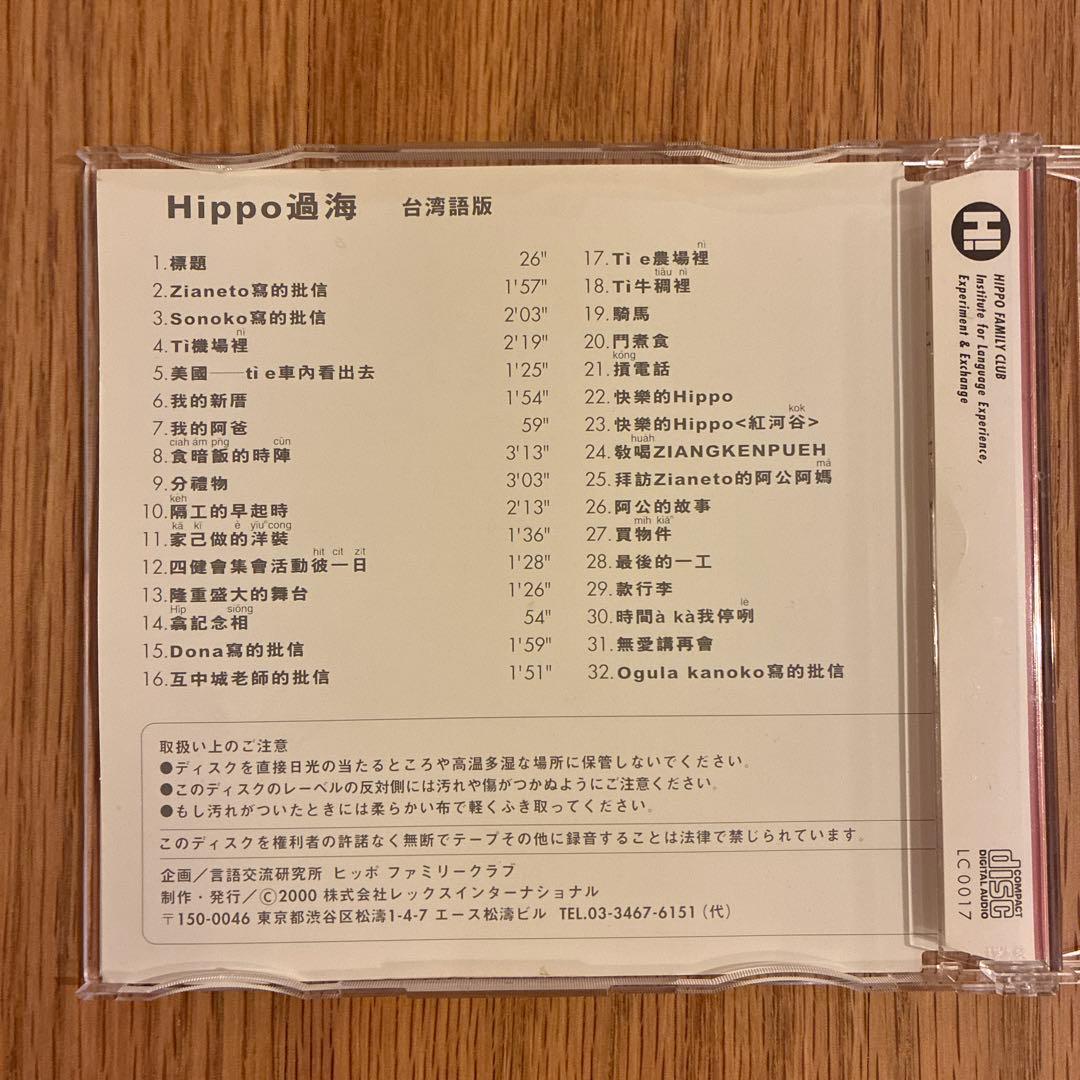 Hippo過海 台湾語版
1.標題 26"
2.Zianeto寫的批信 1'57"
3.Sonoko寫的批信 2'03"
nì
4.Tì機場裡 2'19"
5.美國──tì e車內看出去 1'25"
6.我的新厝 1'54"
7.我的阿爸 59"
ciah ám pn̄g cūn
8.食暗飯的時陣 3'13"
9.分禮物 3'03"
keh
10.隔工的早起時 2'13"
kā kī è yīuⁿcong
11.家己做的洋裝 1'36"
hit cit zit
12.四健會集會活動彼一日 1'28"
13.隆重盛大的舞台 1'26"
Hip siōng
14.翕記念相 54"
15.Dona寫的批信 1'59"
16.互中城老師的批信 1'51"
nì
17.Tì e農場裡
tiâu nì
18.Tì牛稠裡
19.騎馬
20.鬥煮食
kóng
21.摃電話
22.快樂的Hippo
kok
23.快樂的Hippo<紅河谷>
huah
24.教喝ZIANGKENPUEH
má
25.拜訪Zianeto的阿公阿媽
26.阿公的故事
mih kiāⁿ
27.買物件
28.最後的一工
29.款行李
lè
30.時間à kà我停咧
31.無愛講再會
32.Ogula kanoko寫的批信
取扱い上のご注意
●ディスクを直接日光の当たるところや高温多湿な場所に保管しないでください。
●このディスクのレーベルの反対側には汚れや傷がつかぬようにご注意ください。
●もし汚れがついたときには柔らかい布で軽くふき取ってください。
このディスクを権利者の許諾なく無断でテープその他に録音することは法律で禁じられています。
企画／言語交流研究所 ヒッポ ファミリークラブ
制作・発行／Ⓒ2000 株式会社レックスインターナショナル
〒150-0046 東京都渋谷区松濤1-4-7 エース松濤ビル TEL.03-3467-6151（代）
H!
HIPPO FAMILY CLUB
Institute for Language Experience,
Experiment & Exchange
COMPACT
disc
DIGITAL AUDIO
LC0017